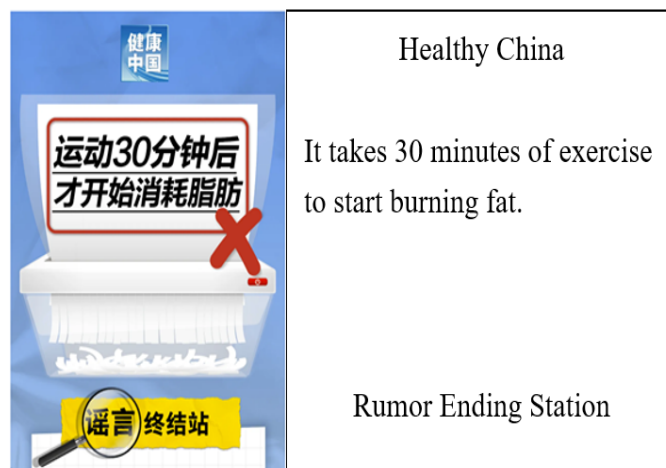 健康
中国
运动30分钟后
才开始消耗脂肪
谣言终结站
Healthy China
It takes 30 minutes of exercise
to start burning fat.
Rumor Ending Station